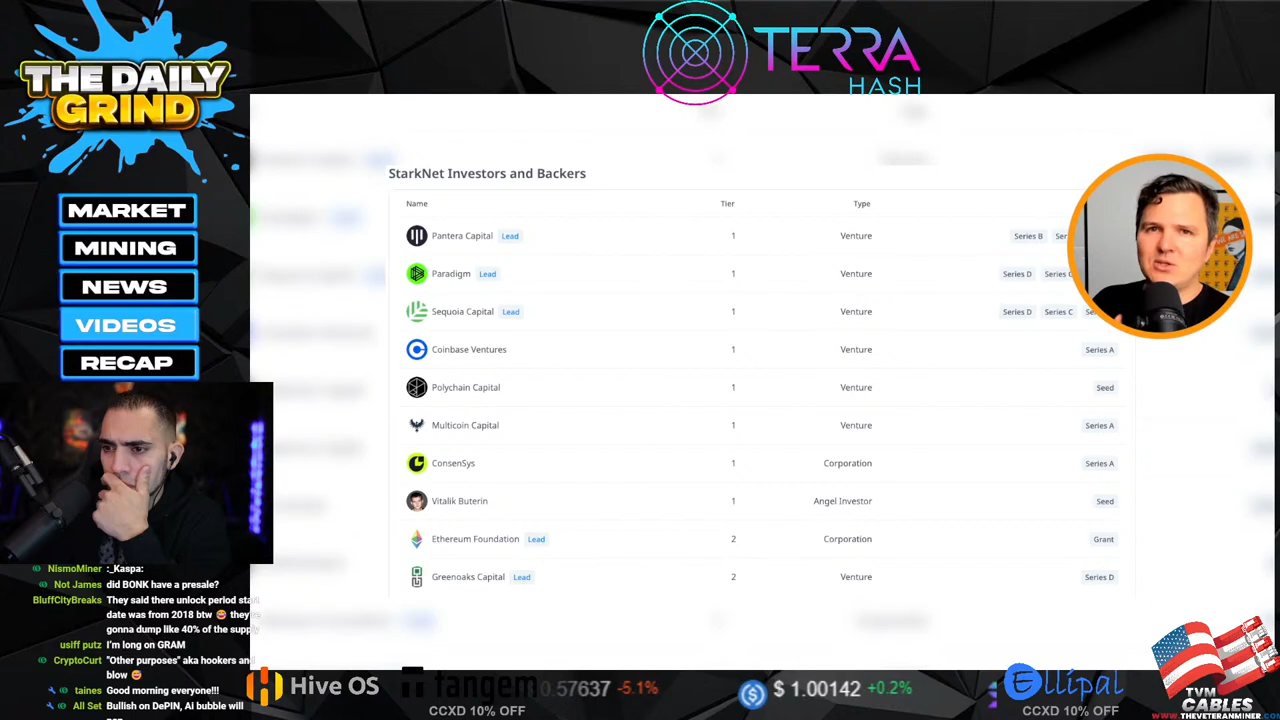 THE DAILY
GRIND
TERRA
HASH
MARKET
MINING
NEWS
VIDEOS
RECAP
StarkNet Investors and Backers
Name Tier Type
Pantera Capital Lead 1 Venture Series B
Paradigm Lead 1 Venture Series D
Sequoia Capital Lead 1 Venture Series D Series C
Coinbase Ventures 1 Venture Series A
Polychain Capital 1 Venture Seed
Multicoin Capital 1 Venture Series A
ConsenSys 1 Corporation Series A
Vitalik Buterin 1 Angel Investor Seed
Ethereum Foundation Lead 2 Corporation Grant
Greenoaks Capital Lead 2 Venture Series D
NismoMiner :_Kaspa:
Not James did BONK have a presale?
BluffCityBreaks They said there unlock period start
date was from 2018 btw 😅 they're
gonna dump like 40% of the supply
usiff putz I'm long on GRAM
CryptoCurt "Other purposes" aka hookers and
blow 😅
taines Good morning everyone!!!
All Set Bullish on DePIN, Ai bubble will
Hive OS
tangem
CCXD 10% OFF
0.57637 -5.1%
$ 1.00142 +0.2%
Ellipal
CCXD 10% OFF
TVM
CABLES
WWW.THEVETERANMINER.CO